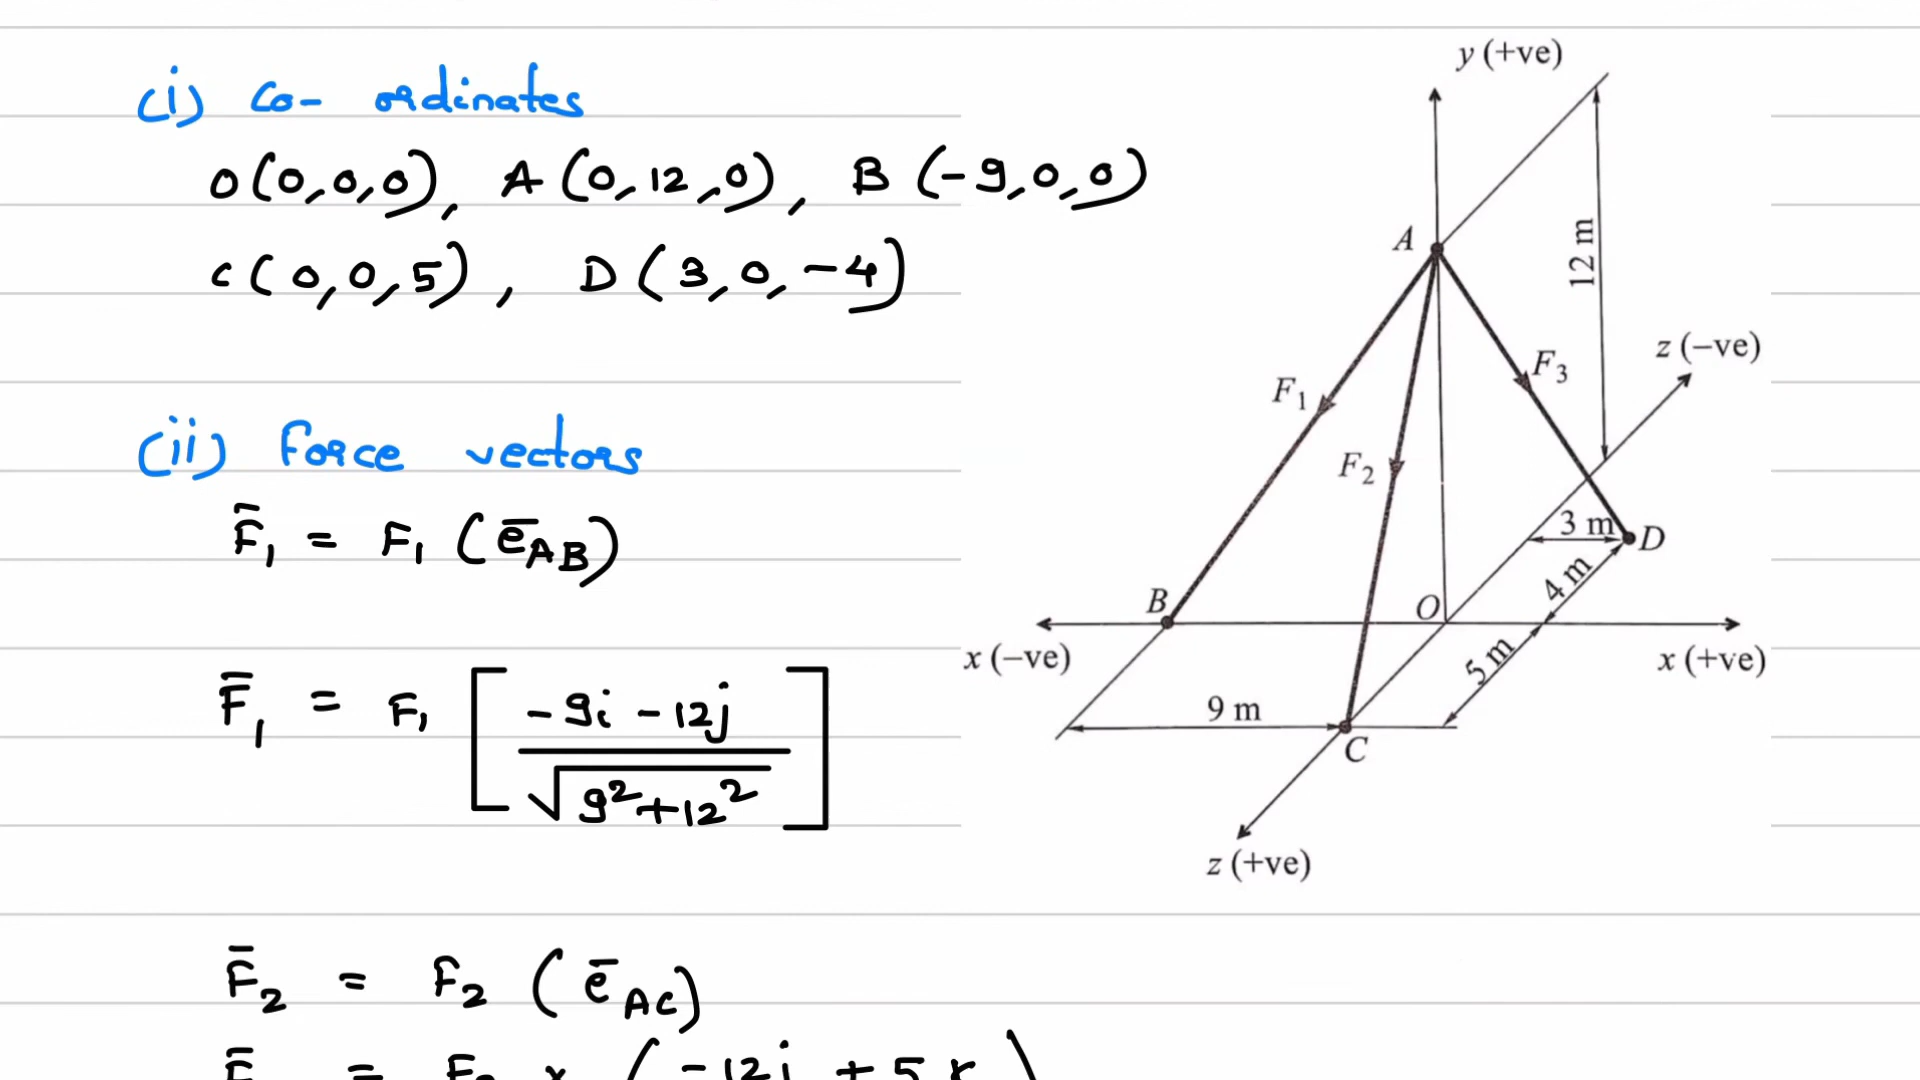 (i) Co-ordinates
O(0,0,0), A(0,12,0), B(-9,0,0)
C(0,0,5), D(3,0,-4)
(ii) Force vectors
F̄₁ = F₁ (ēAB)
F̄₁ = F₁ [ -9i -12j / √9²+12² ]
F̄₂ = F₂ (ēAC)
= × (-12j + 5k)
y (+ve)
A
12 m
z (−ve)
F₃
F₁
F₂
3 m
D
4 m
B
O
x (−ve)
5 m
x (+ve)
9 m
C
z (+ve)